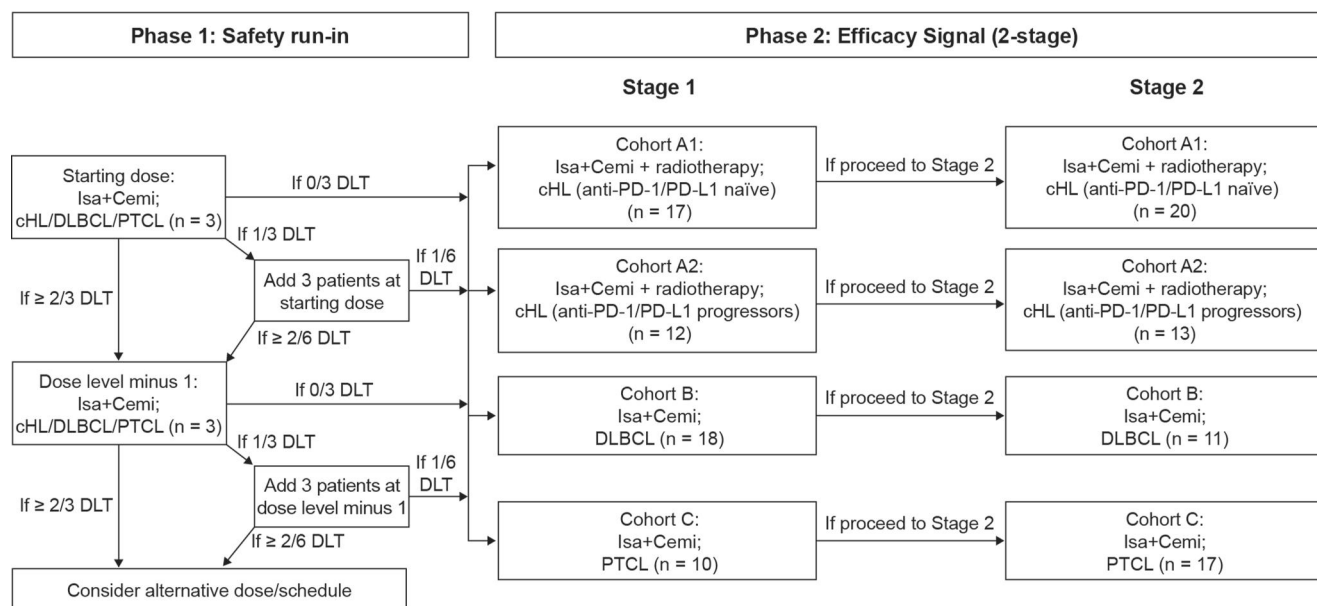 Phase 1: Safety run-in
Phase 2: Efficacy Signal (2-stage)
Stage 1
Stage 2
Starting dose:
Isa+Cemi;
cHL/DLBCL/PTCL (n = 3)
If 0/3 DLT
If 1/3 DLT
If ≥ 2/3 DLT
Add 3 patients at
starting dose
If 1/6
DLT
If ≥ 2/6 DLT
Dose level minus 1:
Isa+Cemi;
cHL/DLBCL/PTCL (n = 3)
If 0/3 DLT
If 1/3 DLT
If ≥ 2/3 DLT
Add 3 patients at
dose level minus 1
If 1/6
DLT
If ≥ 2/6 DLT
Consider alternative dose/schedule
Cohort A1:
Isa+Cemi + radiotherapy;
cHL (anti-PD-1/PD-L1 naïve)
(n = 17)
If proceed to Stage 2
Cohort A1:
Isa+Cemi + radiotherapy;
cHL (anti-PD-1/PD-L1 naïve)
(n = 20)
Cohort A2:
Isa+Cemi + radiotherapy;
cHL (anti-PD-1/PD-L1 progressors)
(n = 12)
If proceed to Stage 2
Cohort A2:
Isa+Cemi + radiotherapy;
cHL (anti-PD-1/PD-L1 progressors)
(n = 13)
Cohort B:
Isa+Cemi;
DLBCL (n = 18)
If proceed to Stage 2
Cohort B:
Isa+Cemi;
DLBCL (n = 11)
Cohort C:
Isa+Cemi;
PTCL (n = 10)
If proceed to Stage 2
Cohort C:
Isa+Cemi;
PTCL (n = 17)